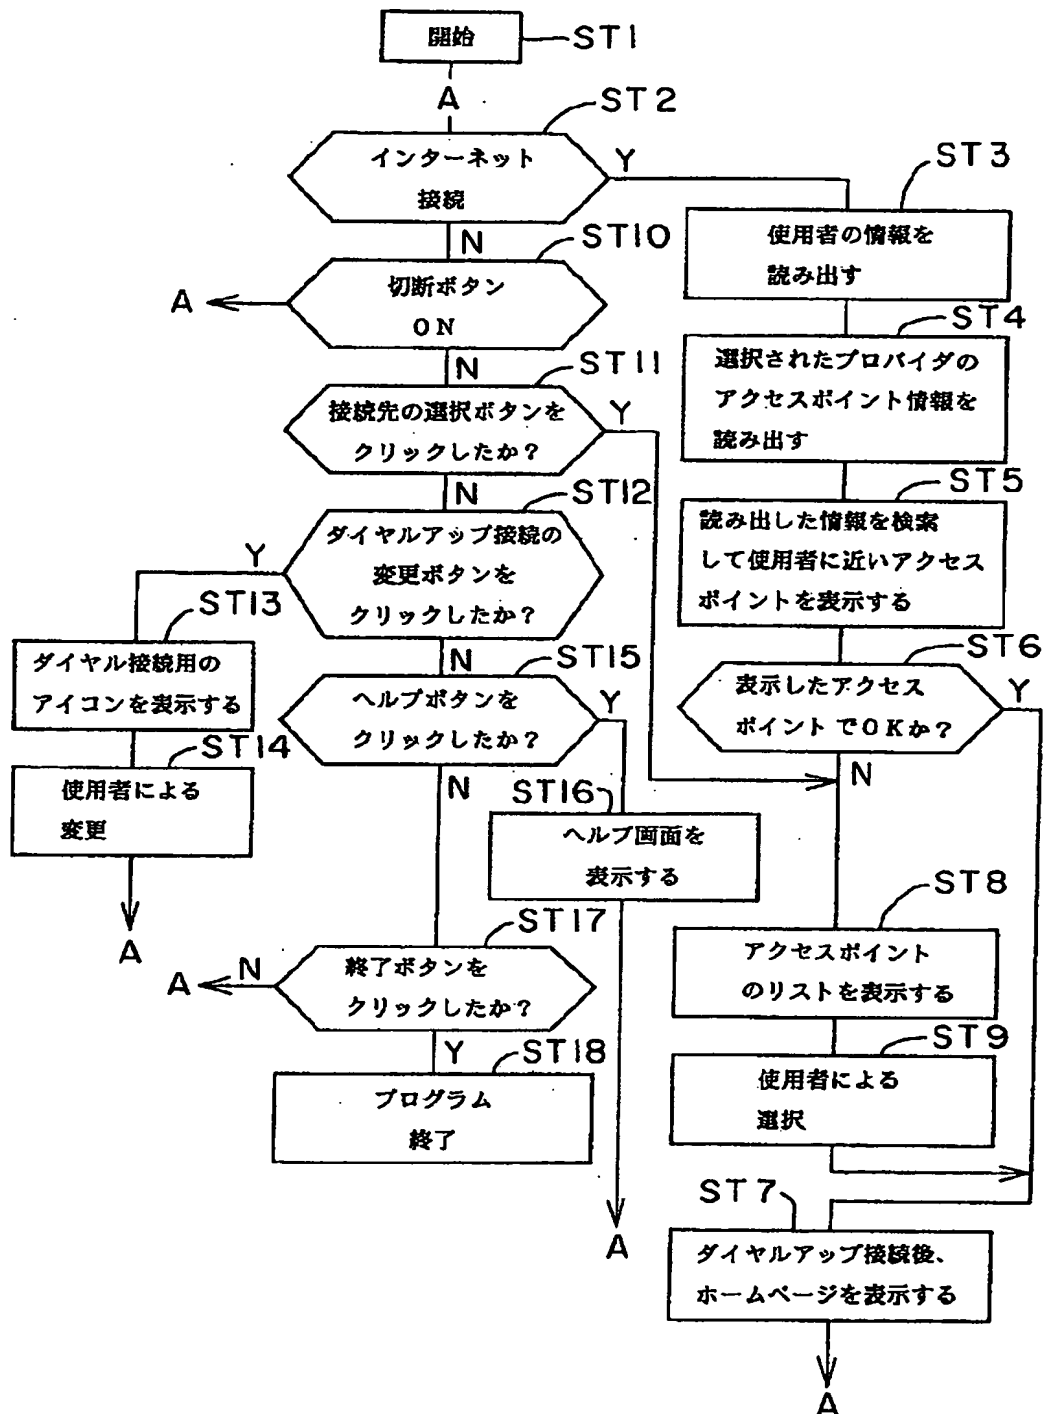 開始
ST1
A
ST2
インターネット
接続
Y
N
ST3
使用者の情報を
読み出す
ST4
選択されたプロバイダの
アクセスポイント情報を
読み出す
ST5
読み出した情報を検索
して使用者に近いアクセス
ポイントを表示する
ST6
表示したアクセス
ポイントでOKか?
Y
N
ST8
アクセスポイント
のリストを表示する
ST9
使用者による
選択
ST7
ダイヤルアップ接続後、
ホームページを表示する
A
ST10
切断ボタン
ON
A
N
ST11
接続先の選択ボタンを
クリックしたか?
Y
N
ST12
ダイヤルアップ接続の
変更ボタンを
クリックしたか?
Y
N
ST13
ダイヤル接続用の
アイコンを表示する
ST14
使用者による
変更
A
ST15
ヘルプボタンを
クリックしたか?
Y
N
ST16
ヘルプ画面を
表示する
A
ST17
終了ボタンを
クリックしたか?
N
A
Y
ST18
プログラム
終了